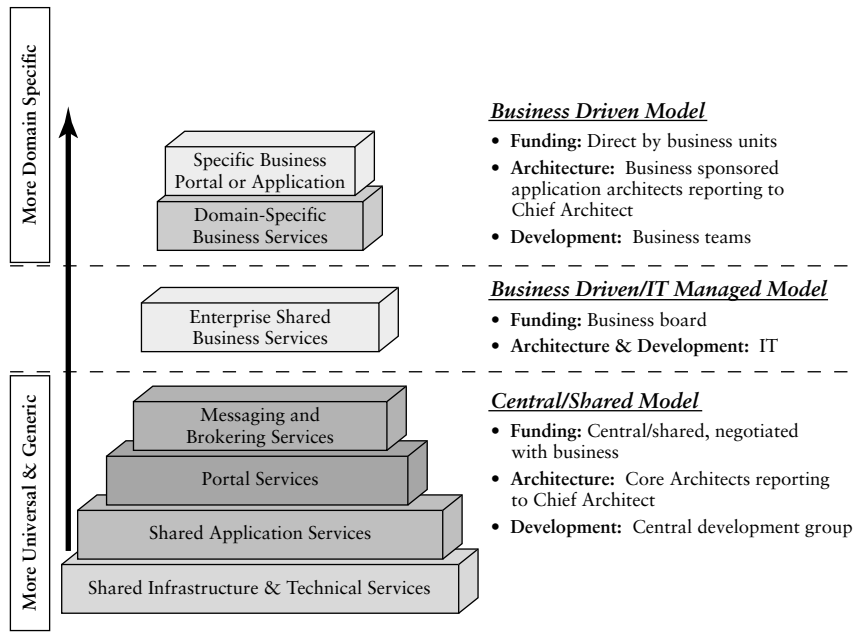 More Domain Specific
Specific Business
Portal or Application
Domain-Specific
Business Services
Business Driven Model
• Funding: Direct by business units
• Architecture: Business sponsored
application architects reporting to
Chief Architect
• Development: Business teams
Enterprise Shared
Business Services
Business Driven/IT Managed Model
• Funding: Business board
• Architecture & Development: IT
More Universal & Generic
Messaging and
Brokering Services
Portal Services
Shared Application Services
Shared Infrastructure & Technical Services
Central/Shared Model
• Funding: Central/shared, negotiated
with business
• Architecture: Core Architects reporting
to Chief Architect
• Development: Central development group